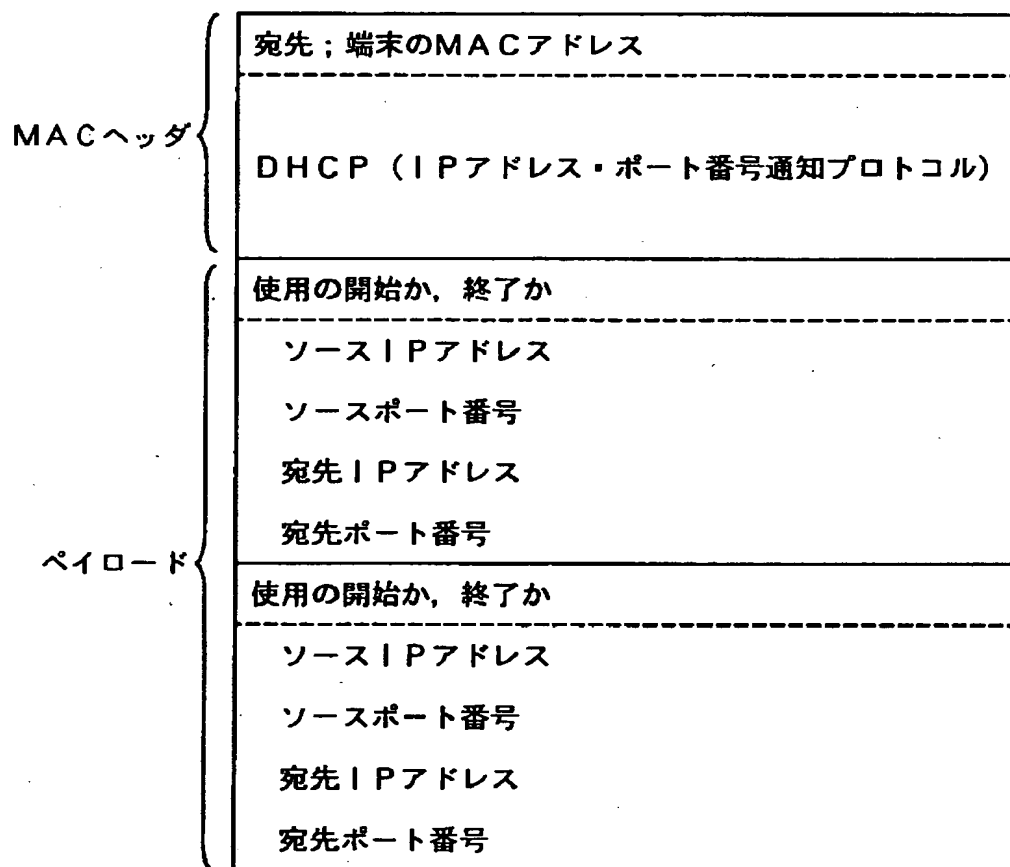 宛先；端末のMACアドレス
MACヘッダ
DHCP（IPアドレス・ポート番号通知プロトコル）
使用の開始か，終了か
ソースIPアドレス
ソースポート番号
宛先IPアドレス
宛先ポート番号
ペイロード
使用の開始か，終了か
ソースIPアドレス
ソースポート番号
宛先IPアドレス
宛先ポート番号